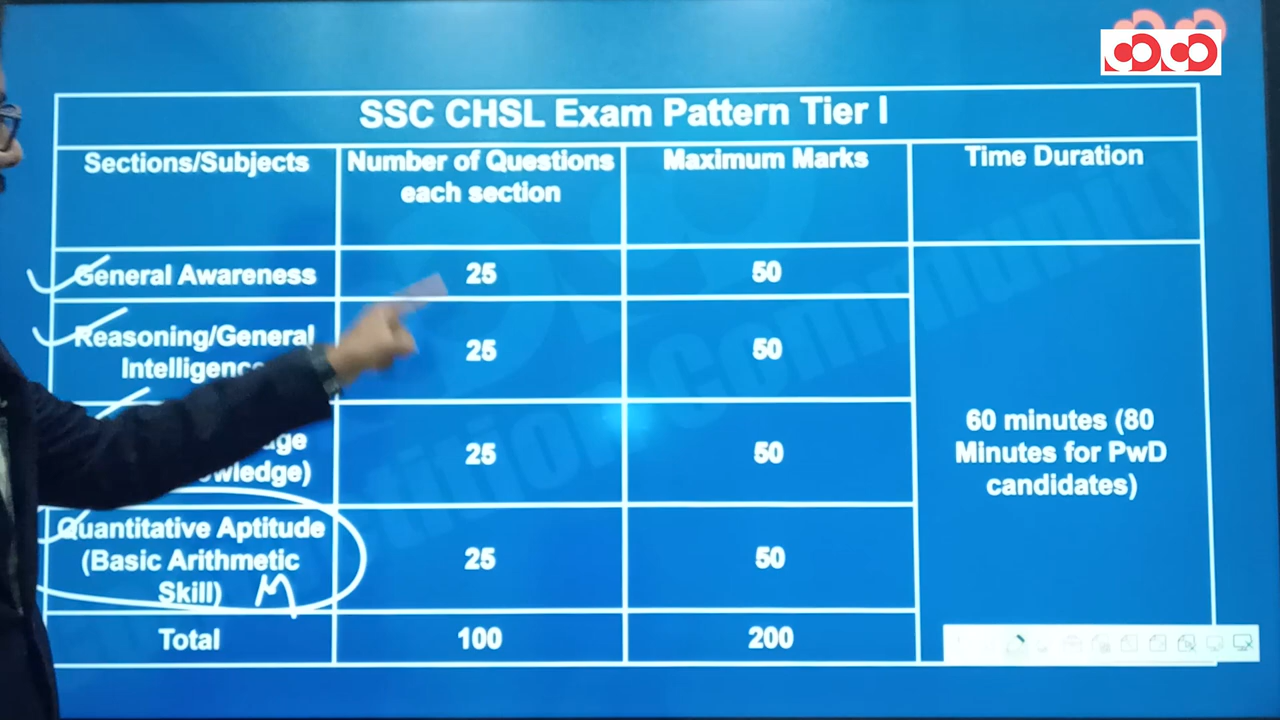 SSC CHSL Exam Pattern Tier I
Sections/Subjects
Number of Questions
each section
Maximum Marks
Time Duration
General Awareness
25
50
Reasoning/General
Intelligence
25
50
25
50
60 minutes (80
Minutes for PwD
candidates)
Quantitative Aptitude
(Basic Arithmetic
Skill) M
25
50
Total
100
200
Community